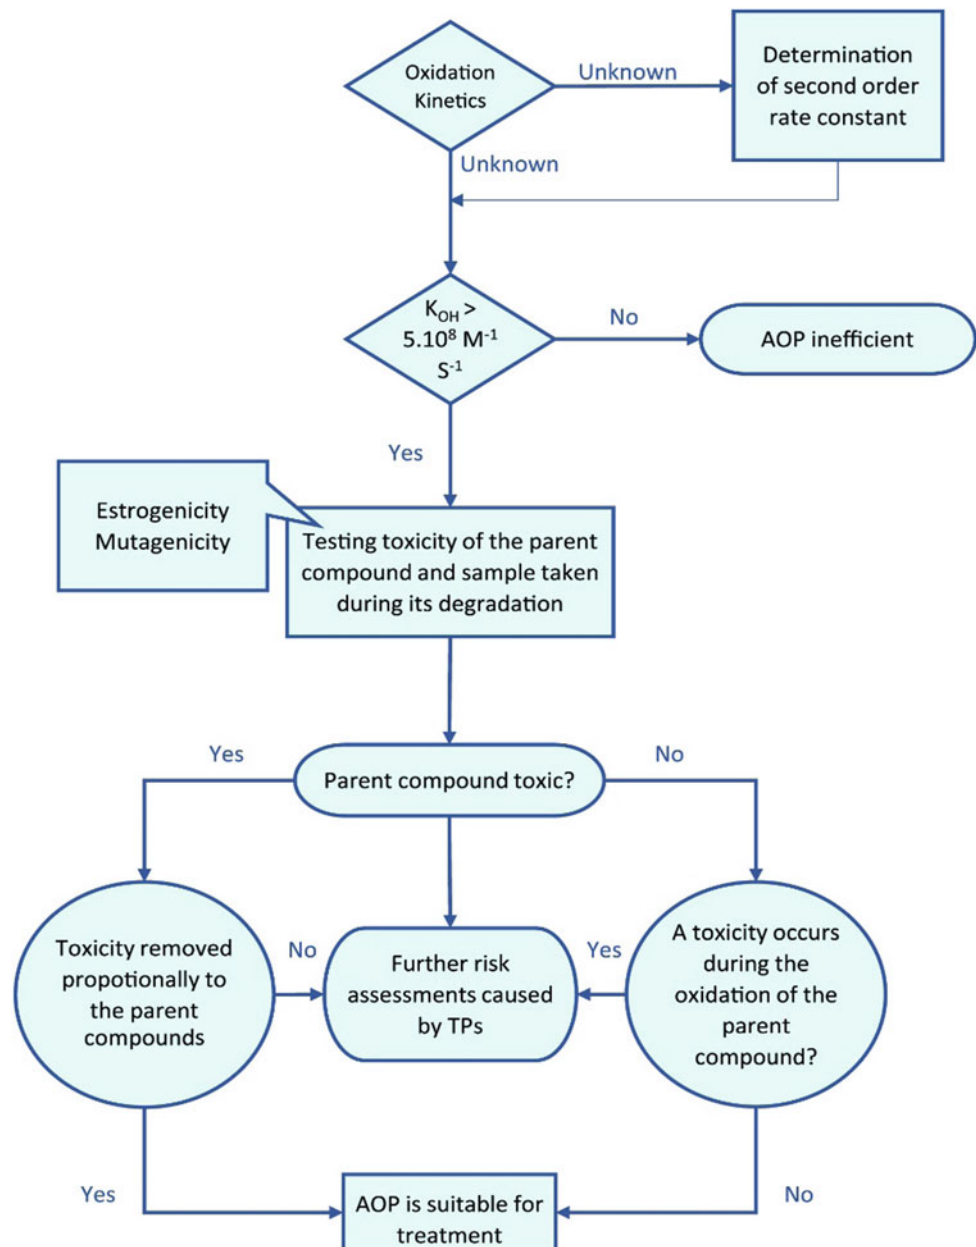 Oxidation
Kinetics
Unknown
Determination
of second order
rate constant
Unknown
K_OH >
5.10⁸ M⁻¹
S⁻¹
No
AOP inefficient
Yes
Estrogenicity
Mutagenicity
Testing toxicity of the parent
compound and sample taken
during its degradation
Yes
Parent compound toxic?
No
Toxicity removed
propotionally to
the parent
compounds
No
Further risk
assessments caused
by TPs
Yes
A toxicity occurs
during the
oxidation of the
parent
compound?
Yes
AOP is suitable for
treatment
No